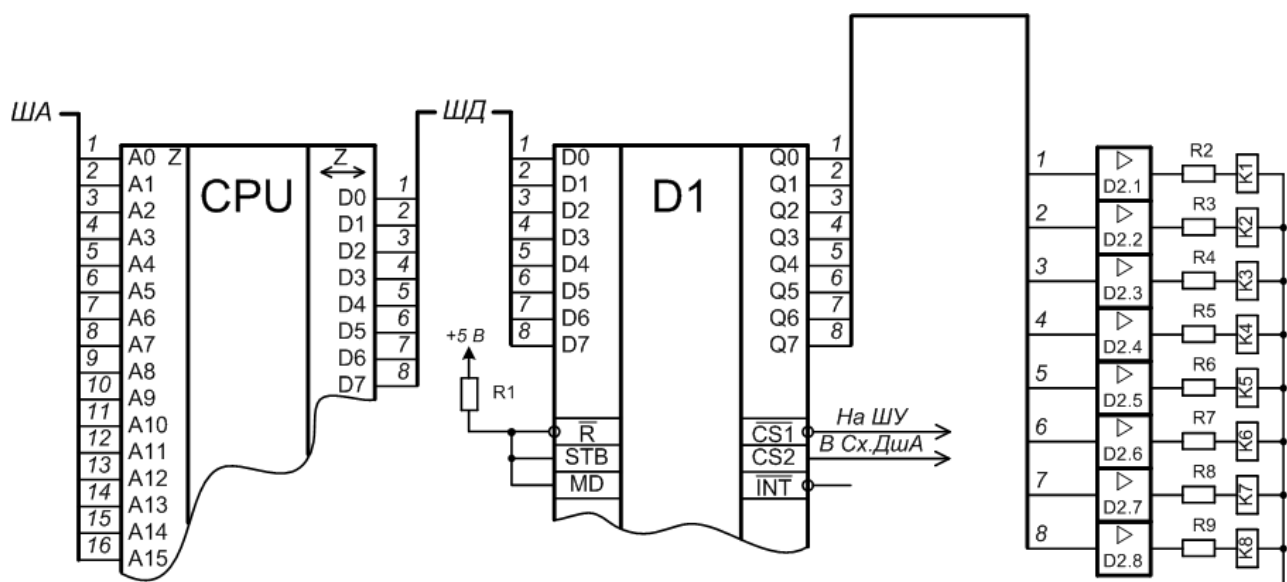 ША
1
2
3
4
5
6
7
8
9
10
11
12
13
14
15
16
A0 Z
A1
A2
A3
A4
A5
A6
A7
A8
A9
A10
A11
A12
A13
A14
A15
CPU
Z
D0
D1
D2
D3
D4
D5
D6
D7
1
2
3
4
5
6
7
8
ШД
1
2
3
4
5
6
7
8
D0
D1
D2
D3
D4
D5
D6
D7
+5 В
R1
R
STB
MD
D1
Q0
Q1
Q2
Q3
Q4
Q5
Q6
Q7
CS1
CS2
INT
1
2
3
4
5
6
7
8
На ШУ
В Сх.ДшА
1
2
3
4
5
6
7
8
D2.1
D2.2
D2.3
D2.4
D2.5
D2.6
D2.7
D2.8
R2
R3
R4
R5
R6
R7
R8
R9
K1
K2
K3
K4
K5
K6
K7
K8